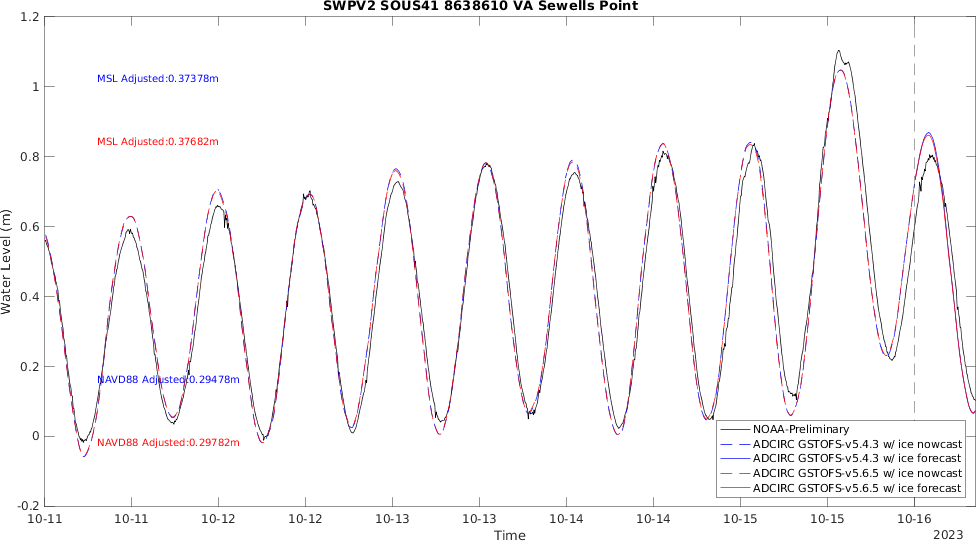 SWPV2 SOUS41 8638610 VA Sewells Point
1.2
1
0.8
0.6
0.4
0.2
0
-0.2
Water Level (m)
MSL Adjusted:0.37378m
MSL Adjusted:0.37682m
NAVD88 Adjusted:0.29478m
NAVD88 Adjusted:0.29782m
NOAA-Preliminary
ADCIRC GSTOFS-v5.4.3 w/ ice nowcast
ADCIRC GSTOFS-v5.4.3 w/ ice forecast
ADCIRC GSTOFS-v5.6.5 w/ ice nowcast
ADCIRC GSTOFS-v5.6.5 w/ ice forecast
10-11 10-11 10-12 10-12 10-13 10-13 10-14 10-14 10-15 10-15 10-16
Time
2023